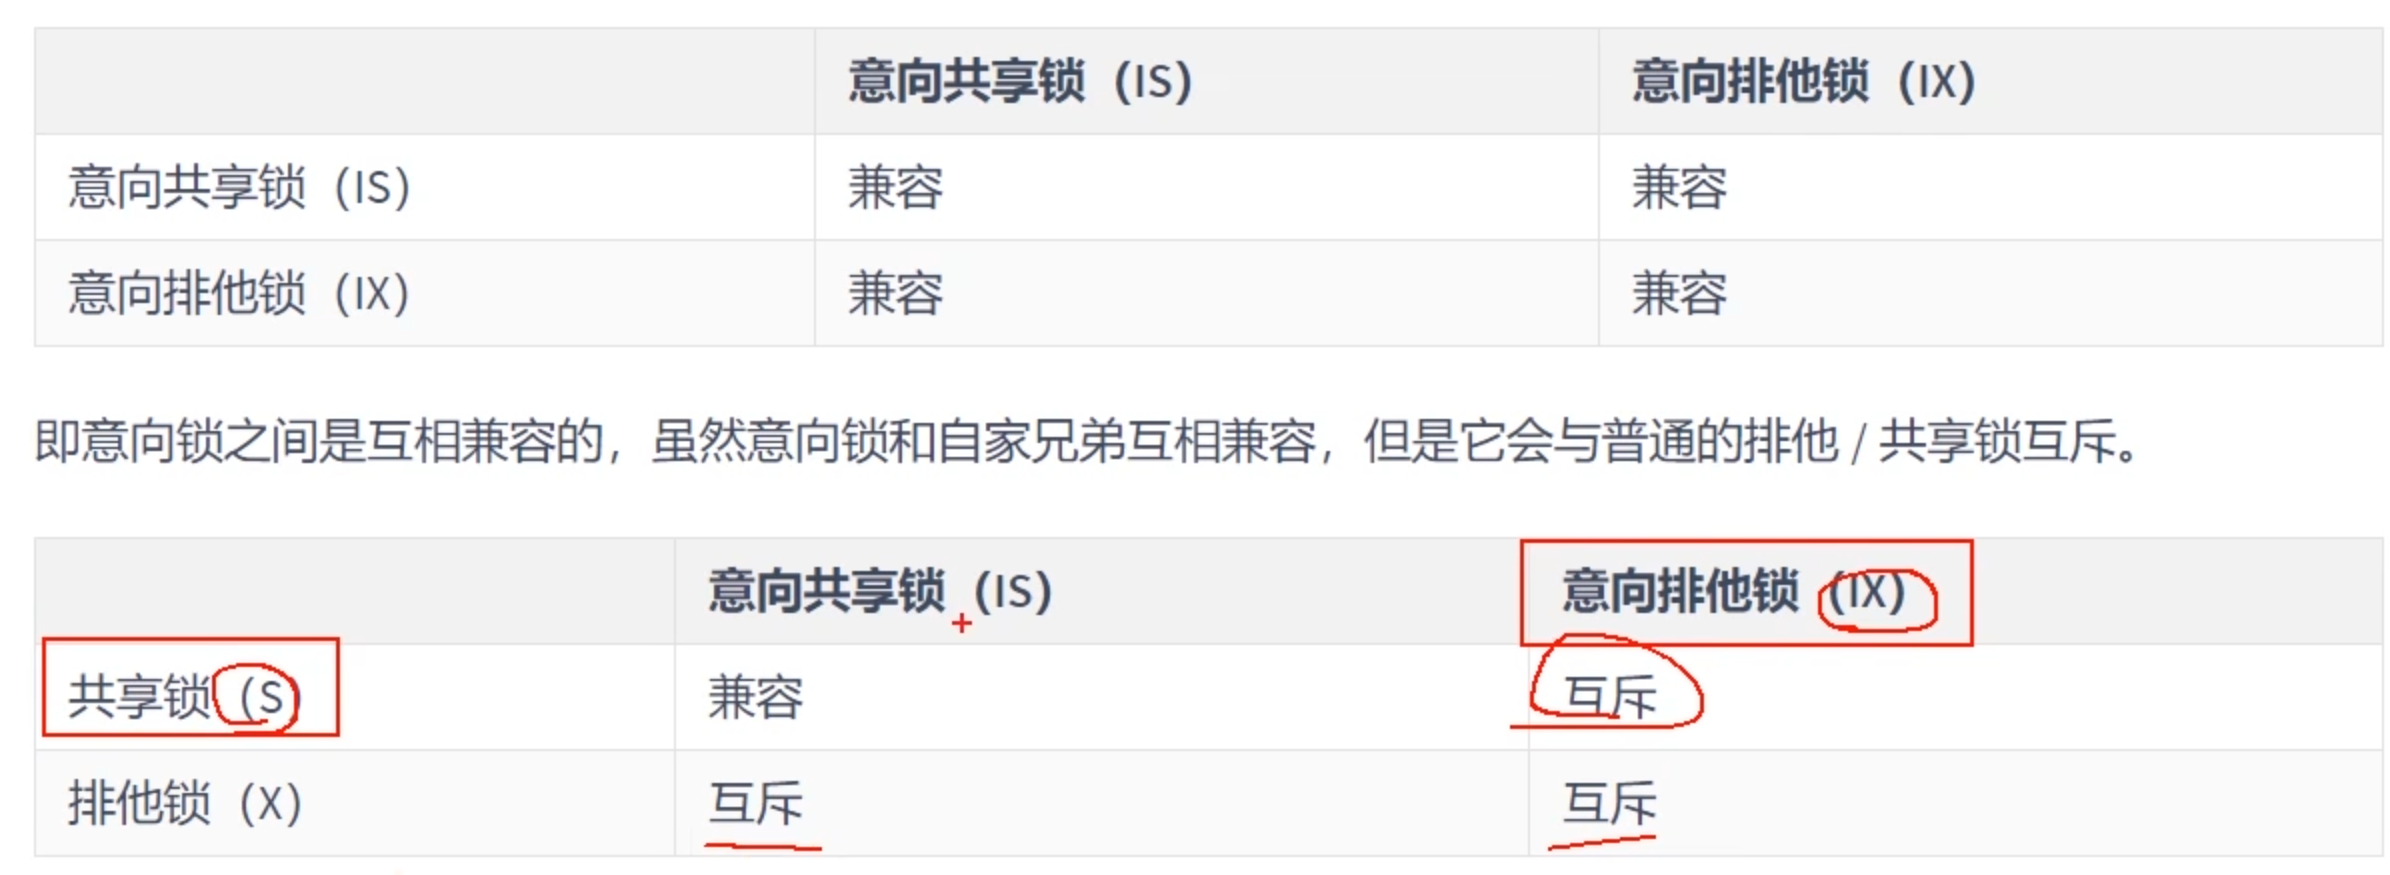 意向共享锁（IS） 意向排他锁（IX）
意向共享锁（IS） 兼容 兼容
意向排他锁（IX） 兼容 兼容
即意向锁之间是互相兼容的，虽然意向锁和自家兄弟互相兼容，但是它会与普通的排他 / 共享锁互斥。
意向共享锁（IS） 意向排他锁（IX）
共享锁（S） 兼容 互斥
排他锁（X） 互斥 互斥